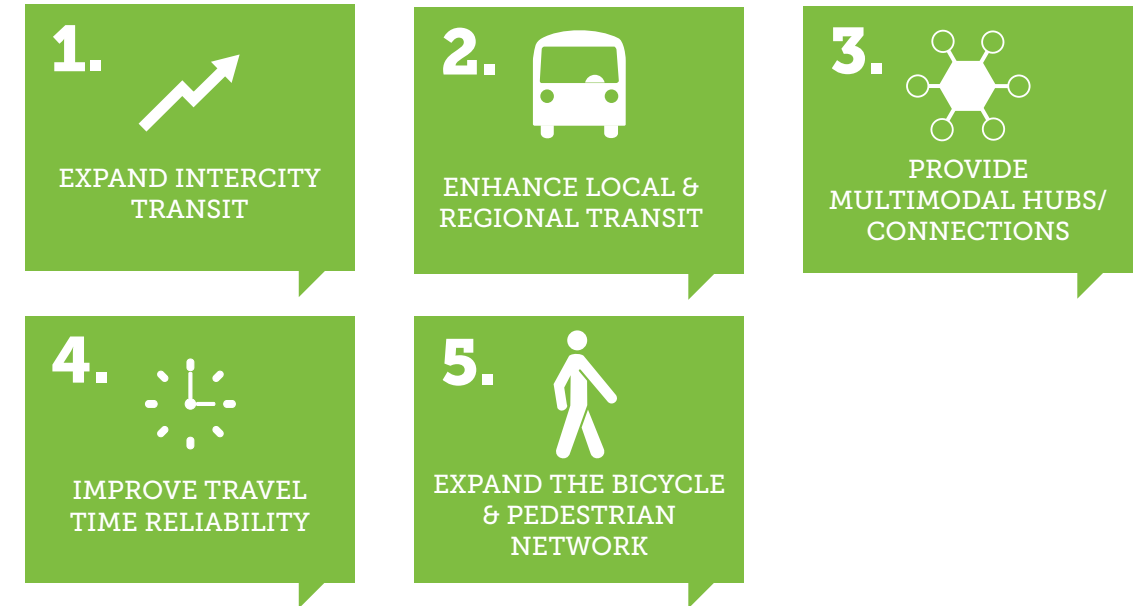 1.
EXPAND INTERCITY
TRANSIT
2.
ENHANCE LOCAL &
REGIONAL TRANSIT
3.
PROVIDE
MULTIMODAL HUBS/
CONNECTIONS
4.
IMPROVE TRAVEL
TIME RELIABILITY
5.
EXPAND THE BICYCLE
& PEDESTRIAN
NETWORK